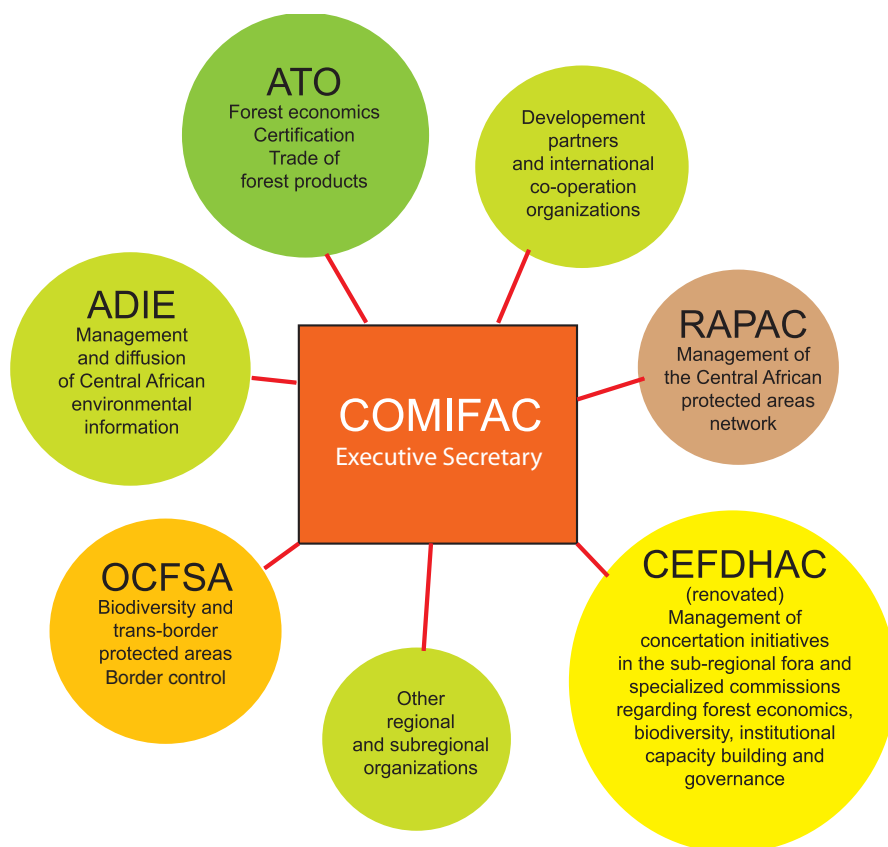 ATO
Forest economics
Certification
Trade of
forest products
Developement
partners
and international
co-operation
organizations
ADIE
Management
and diffusion
of Central African
environmental
information
RAPAC
Management of
the Central African
protected areas
network
COMIFAC
Executive Secretary
OCFSA
Biodiversity and
trans-border
protected areas
Border control
CEFDHAC
(renovated)
Management of
concertation initiatives
in the sub-regional fora and
specialized commissions
regarding forest economics,
biodiversity, institutional
capacity building and
governance
Other
regional
and subregional
organizations